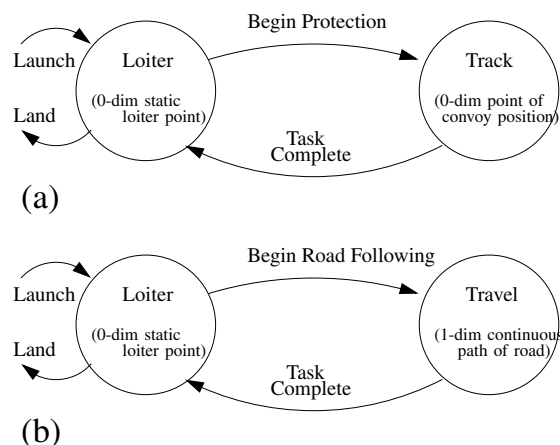 Begin Protection
Launch
Loiter
Track
Land
(0-dim static
loiter point)
(0-dim point of
convoy position)
Task
Complete
(a)
Begin Road Following
Launch
Loiter
Travel
Land
(0-dim static
loiter point)
(1-dim continuous
path of road)
Task
Complete
(b)